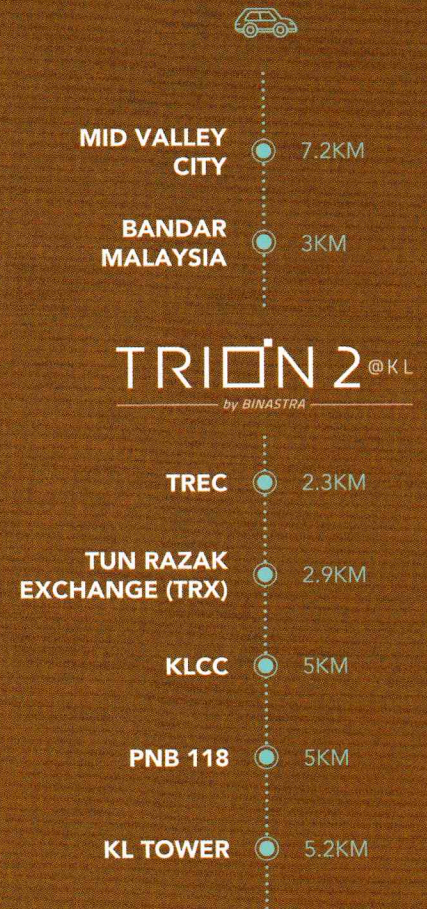 MID VALLEY
CITY
7.2KM
BANDAR
MALAYSIA
3KM
TRION 2 @KL
by BINASTRA
TREC
2.3KM
TUN RAZAK
EXCHANGE (TRX)
2.9KM
KLCC
5KM
PNB 118
5KM
KL TOWER
5.2KM